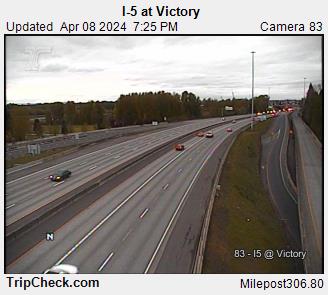 I-5 at Victory
Updated Apr 08 2024 7:25 PM Camera 83
N
83 - I5 @ Victory
TripCheck.com Milepost306.80